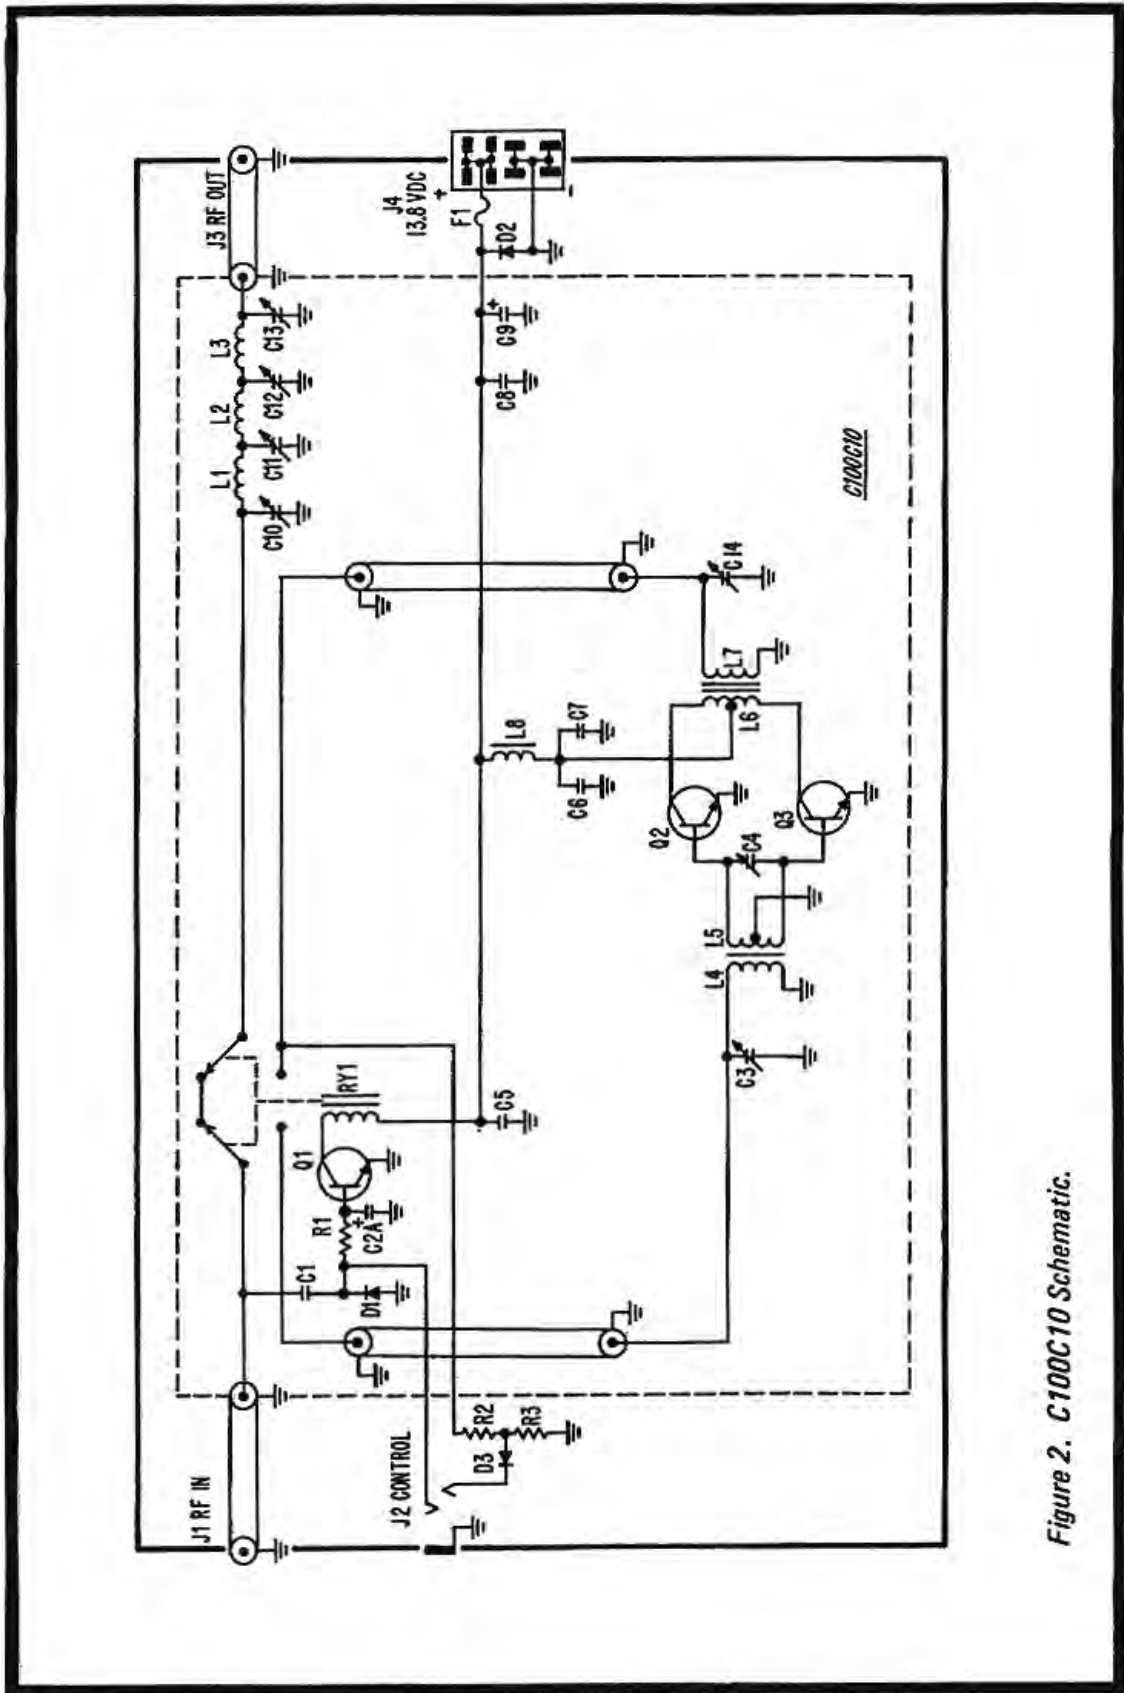 J1 RF IN
J3 RF OUT
L1
L2
L3
C10
C11
C12
C13
J4
13.8 VDC
+
-
F1
D2
+
C9
C8
RY1
Q1
C1
R1
+
C2A
D1
C5
J2 CONTROL
R2
R3
D3
L8
C6
C7
C14
L7
L6
Q2
Q3
C4
L5
L4
C3
C100C10
Figure 2. C100C10 Schematic.